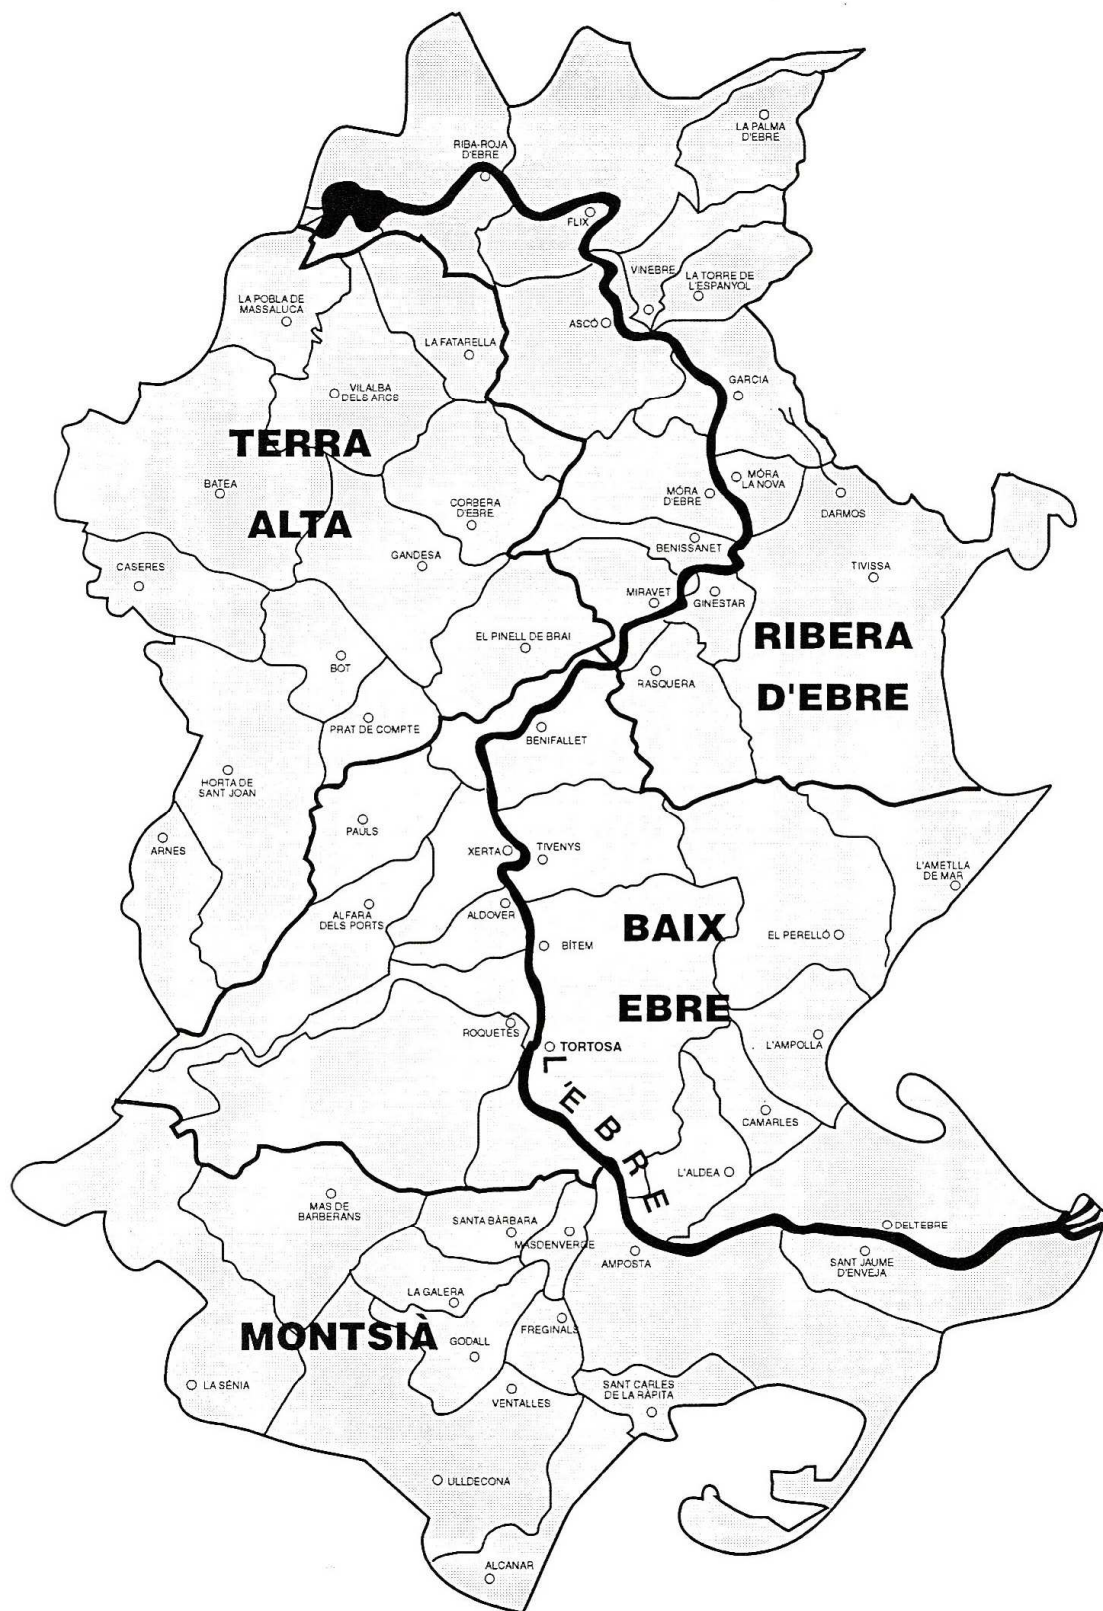 LA PALMA
D'EBRE
RIBA-ROJA
D'EBRE
FLIX
VINEBRE
LA TORRE DE
L'ESPANYOL
LA POBLA DE
MASSALUCA
ASCÓ
LA FATARELLA
GARCIA
VILALBA
DELS ARCS
TERRA
ALTA
BATEA
MÓRA
LA NOVA
MÓRA
D'EBRE
CORBERA
D'EBRE
DARMOS
BENISSANET
GANDESA
CASERES
TIVISSA
MIRAVET
GINESTAR
RIBERA
D'EBRE
EL PINELL DE BRAI
BOT
RASQUERA
PRAT DE COMPTE
BENIFALLET
HORTA DE
SANT JOAN
PAÜLS
ARNES
XERTA
TIVENYS
L'AMETLLA
DE MAR
ALFARA
DELS PORTS
ALDOVER
BAIX
EBRE
BÍTEM
EL PERELLÓ
ROQUETES
TORTOSA
L'AMPOLLA
L'EBRE
CAMARLES
L'ALDEA
MAS DE
BARBERANS
SANTA BÀRBARA
MASDENVERGE
AMPOSTA
DELTEBRE
SANT JAUME
D'ENVEJA
LA GALERA
MONTSIÀ
GODALL
FREGINALS
LA SÉNIA
VENTALLES
SANT CARLES
DE LA RÀPITA
ULLDECONA
ALCANAR